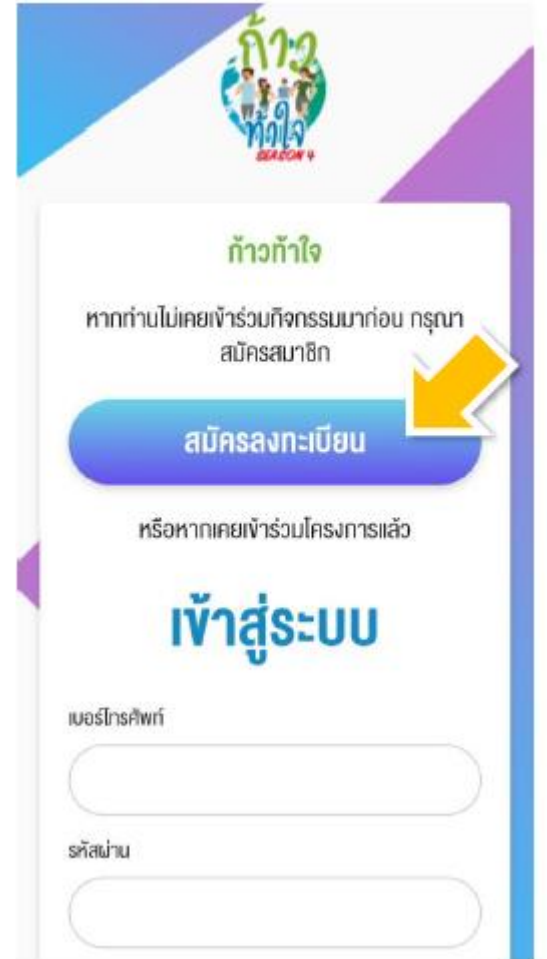 ก้าว
ท้าใจ
SEASON 4
ก้าวท้าใจ
หากท่านไม่เคยเข้าร่วมกิจกรรมมาก่อน กรุณา
สมัครสมาชิก
สมัครลงทะเบียน
หรือหากเคยเข้าร่วมโครงการแล้ว
เข้าสู่ระบบ
เบอร์โทรศัพท์
รหัสผ่าน